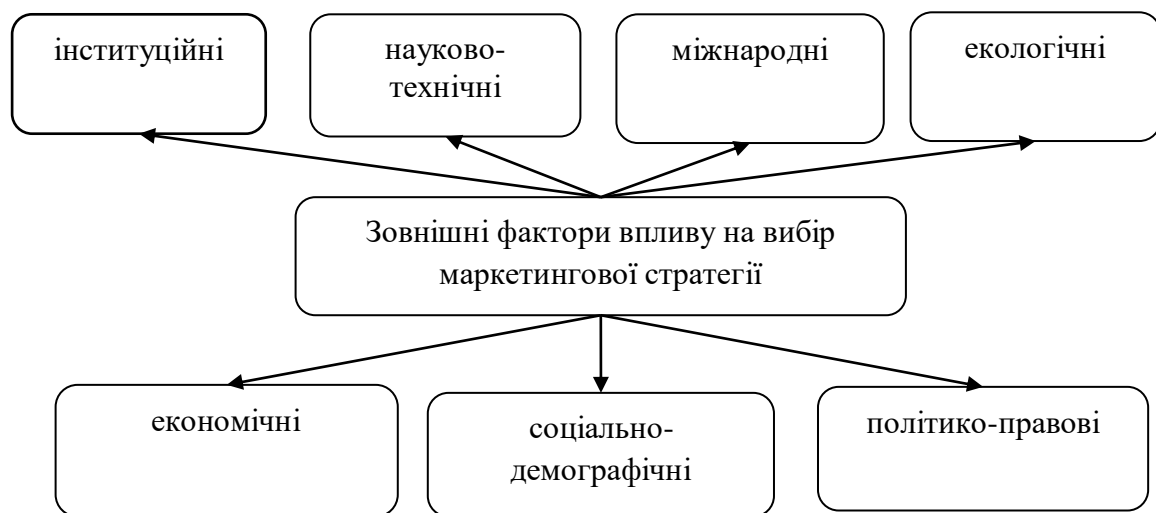 інституційні
науково-
технічні
міжнародні
екологічні
Зовнішні фактори впливу на вибір
маркетингової стратегії
економічні
соціально-
демографічні
політико-правові